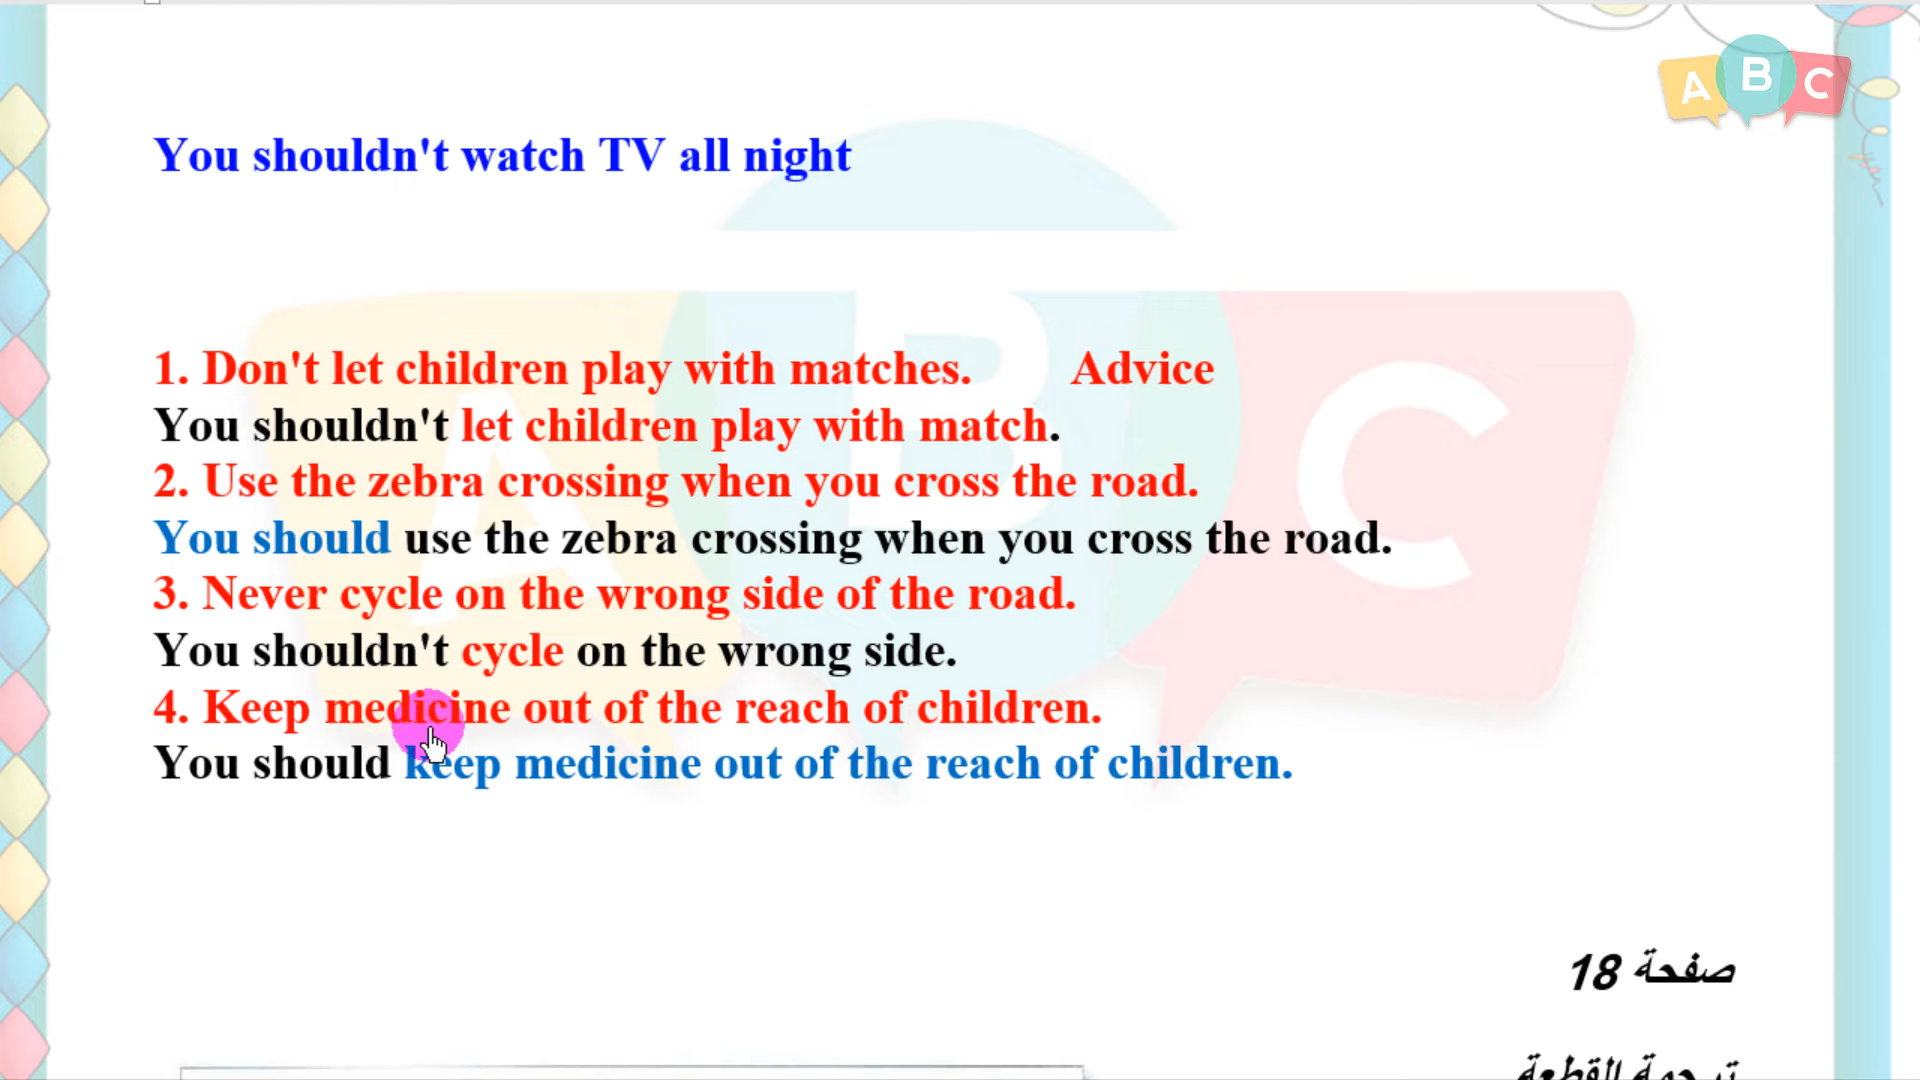 A B C
You shouldn't watch TV all night
1. Don't let children play with matches. Advice
You shouldn't let children play with match.
2. Use the zebra crossing when you cross the road.
You should use the zebra crossing when you cross the road.
3. Never cycle on the wrong side of the road.
You shouldn't cycle on the wrong side.
4. Keep medicine out of the reach of children.
You should keep medicine out of the reach of children.
صفحة 18
ترجمة القطعة